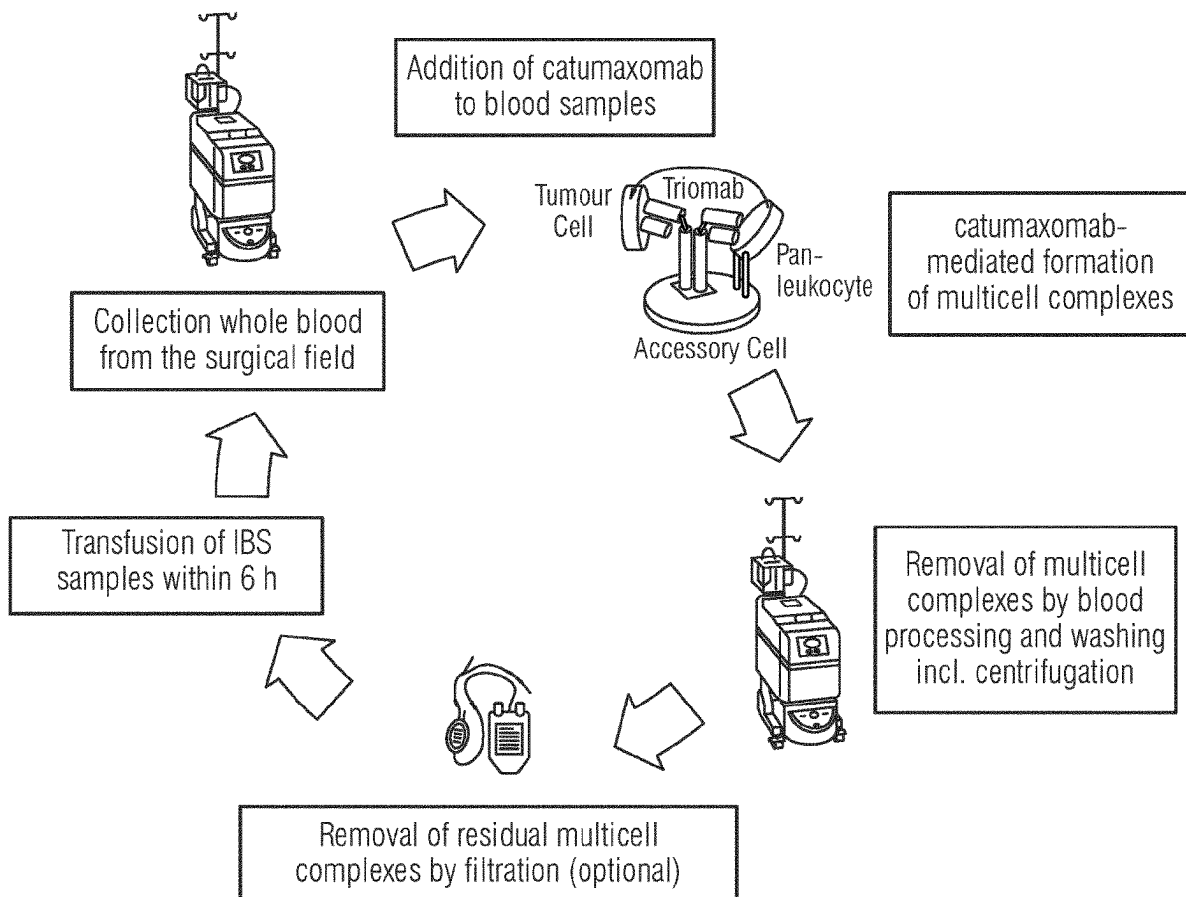 Addition of catumaxomab
to blood samples
Tumour
Cell
Triomab
Pan-
leukocyte
Accessory Cell
catumaxomab-
mediated formation
of multicell complexes
Collection whole blood
from the surgical field
Transfusion of IBS
samples within 6 h
Removal of multicell
complexes by blood
processing and washing
incl. centrifugation
Removal of residual multicell
complexes by filtration (optional)